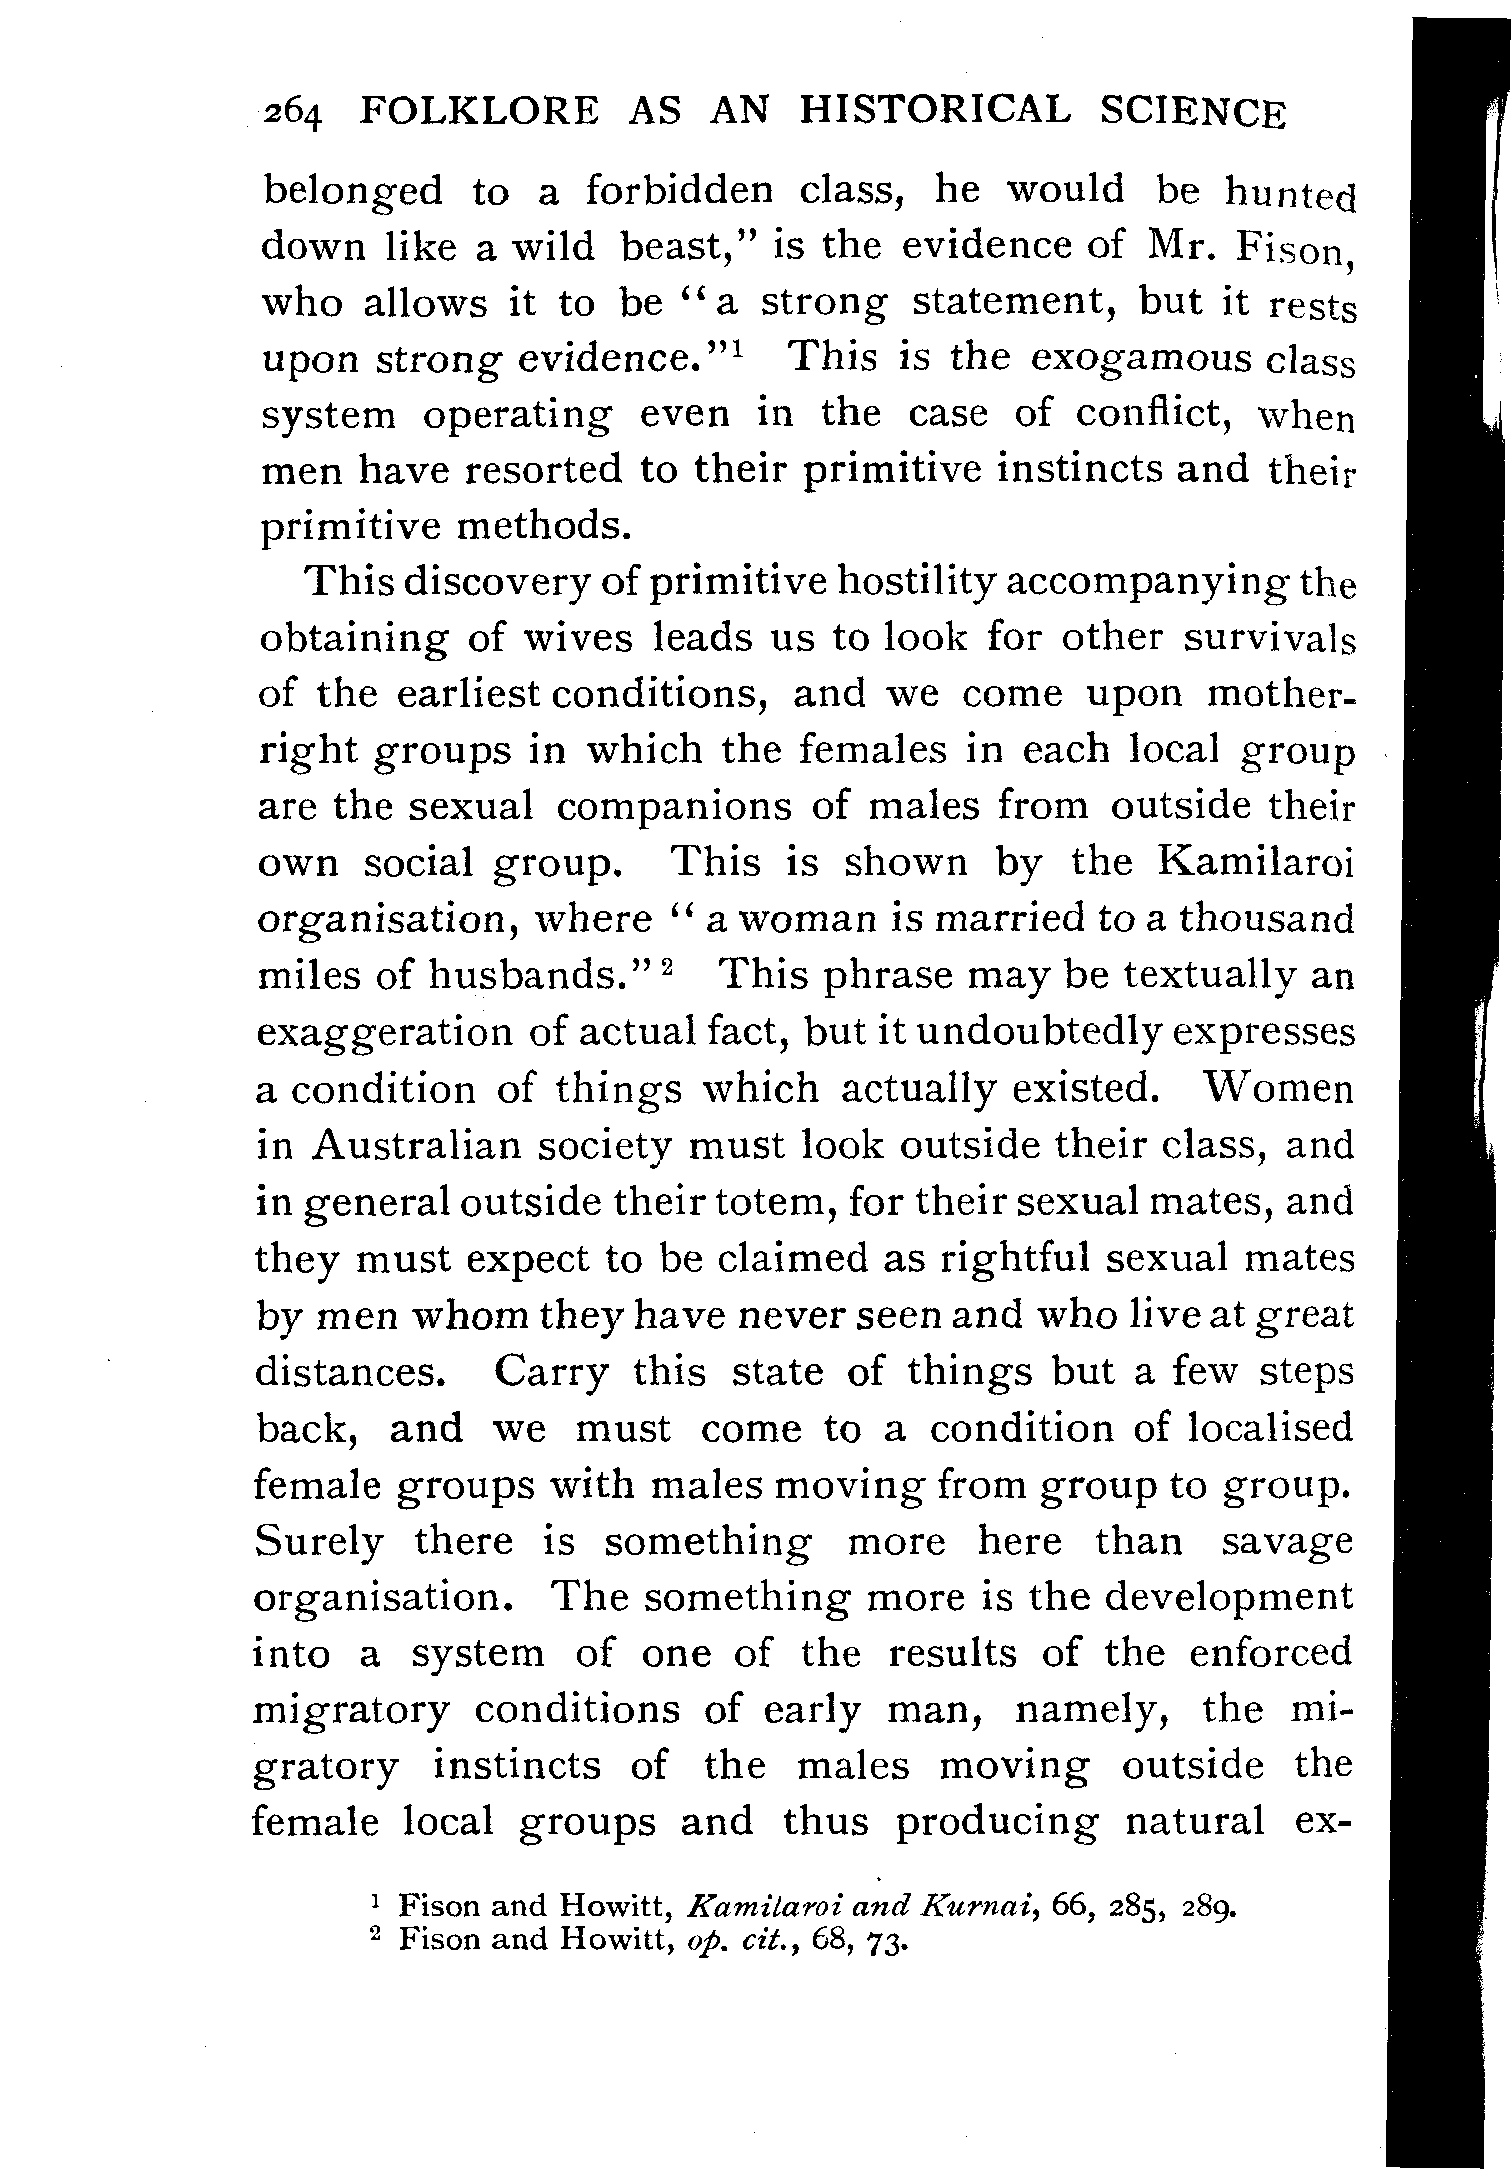 264 FOLKLORE AS AN HISTORICAL SCIENCE
belonged to a forbidden class, he would be hunted
down like a wild beast,” is the evidence of Mr. Fison,
who allows it to be “a strong statement, but it rests
upon strong evidence.”¹ This is the exogamous class
system operating even in the case of conflict, when
men have resorted to their primitive instincts and their
primitive methods.
This discovery of primitive hostility accompanying the
obtaining of wives leads us to look for other survivals
of the earliest conditions, and we come upon mother-
right groups in which the females in each local group
are the sexual companions of males from outside their
own social group. This is shown by the Kamilaroi
organisation, where “a woman is married to a thousand
miles of husbands.”² This phrase may be textually an
exaggeration of actual fact, but it undoubtedly expresses
a condition of things which actually existed. Women
in Australian society must look outside their class, and
in general outside their totem, for their sexual mates, and
they must expect to be claimed as rightful sexual mates
by men whom they have never seen and who live at great
distances. Carry this state of things but a few steps
back, and we must come to a condition of localised
female groups with males moving from group to group.
Surely there is something more here than savage
organisation. The something more is the development
into a system of one of the results of the enforced
migratory conditions of early man, namely, the mi-
gratory instincts of the males moving outside the
female local groups and thus producing natural ex-
¹ Fison and Howitt, Kamilaroi and Kurnai, 66, 285, 289.
² Fison and Howitt, op. cit., 68, 73.